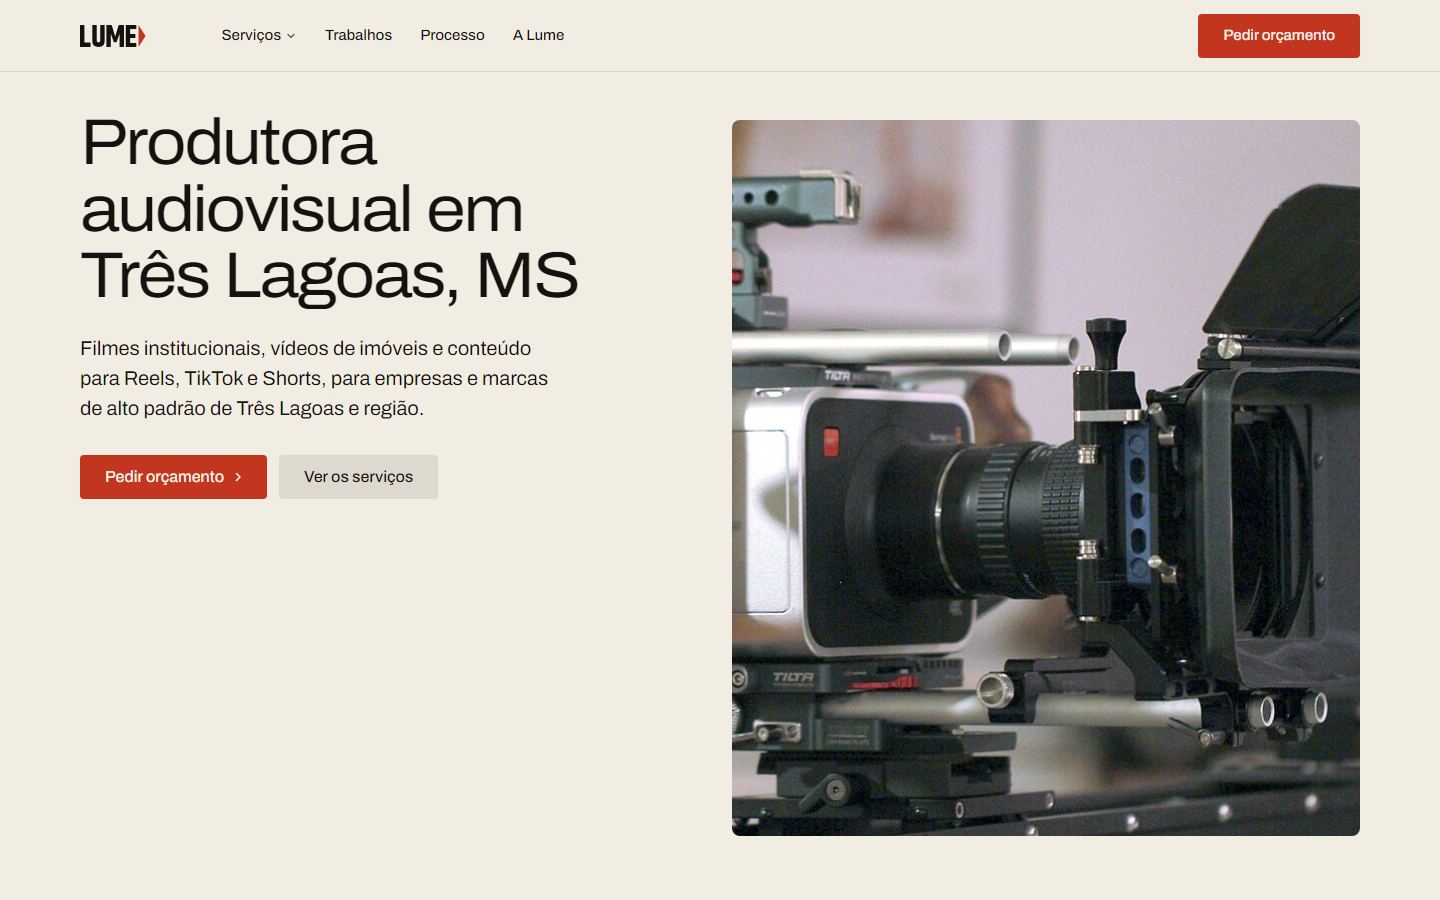 LUME
Serviços
Trabalhos
Processo
A Lume
Pedir orçamento
Produtora
audiovisual em
Três Lagoas, MS
Filmes institucionais, vídeos de imóveis e conteúdo
para Reels, TikTok e Shorts, para empresas e marcas
de alto padrão de Três Lagoas e região.
Pedir orçamento
Ver os serviços
TILTA
TILTA